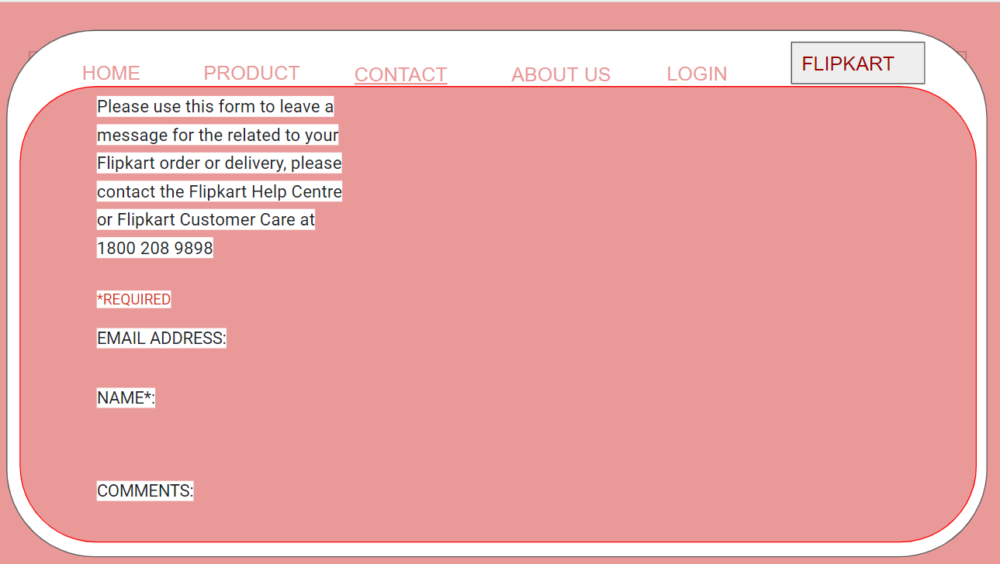 HOME PRODUCT CONTACT ABOUT US LOGIN FLIPKART
Please use this form to leave a
message for the related to your
Flipkart order or delivery, please
contact the Flipkart Help Centre
or Flipkart Customer Care at
1800 208 9898
*REQUIRED
EMAIL ADDRESS:
NAME*:
COMMENTS: